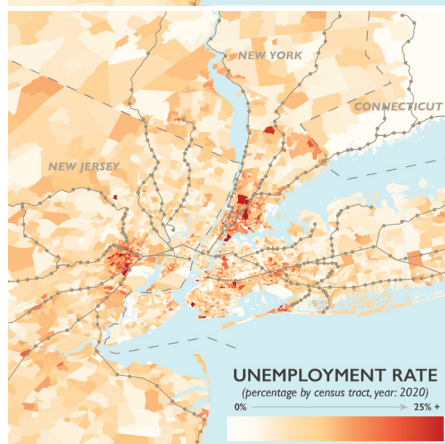 NEW YORK
CONNECTICUT
NEW JERSEY
UNEMPLOYMENT RATE
(percentage by census tract, year: 2020)
0% 25% +